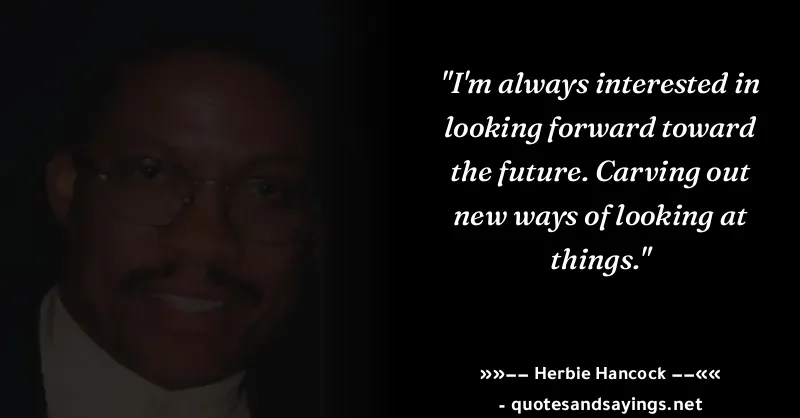 "I'm always interested in
looking forward toward
the future. Carving out
new ways of looking at
things."
»»–– Herbie Hancock ––««
- quotesandsayings.net